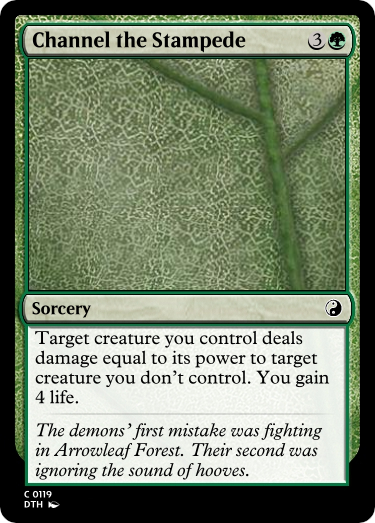 Channel the Stampede 3
Sorcery
Target creature you control deals
damage equal to its power to target
creature you don't control. You gain
4 life.
The demons' first mistake was fighting
in Arrowleaf Forest. Their second was
ignoring the sound of hooves.
C 0119
DTH